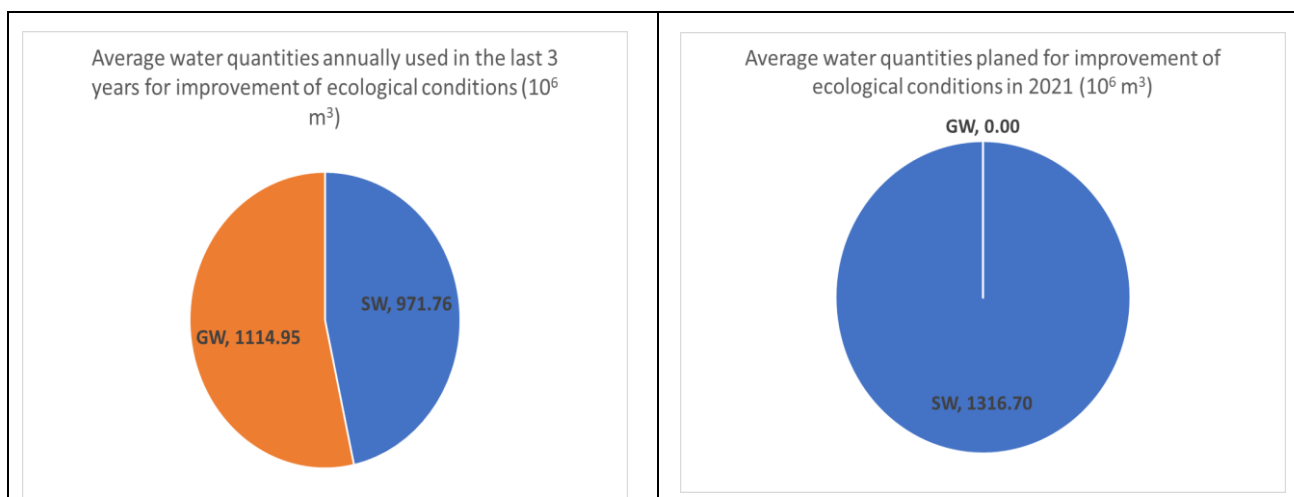 Average water quantities annually used in the last 3
years for improvement of ecological conditions (10⁶
m³)
SW, 971.76
GW, 1114.95
Average water quantities planed for improvement of
ecological conditions in 2021 (10⁶ m³)
GW, 0.00
SW, 1316.70